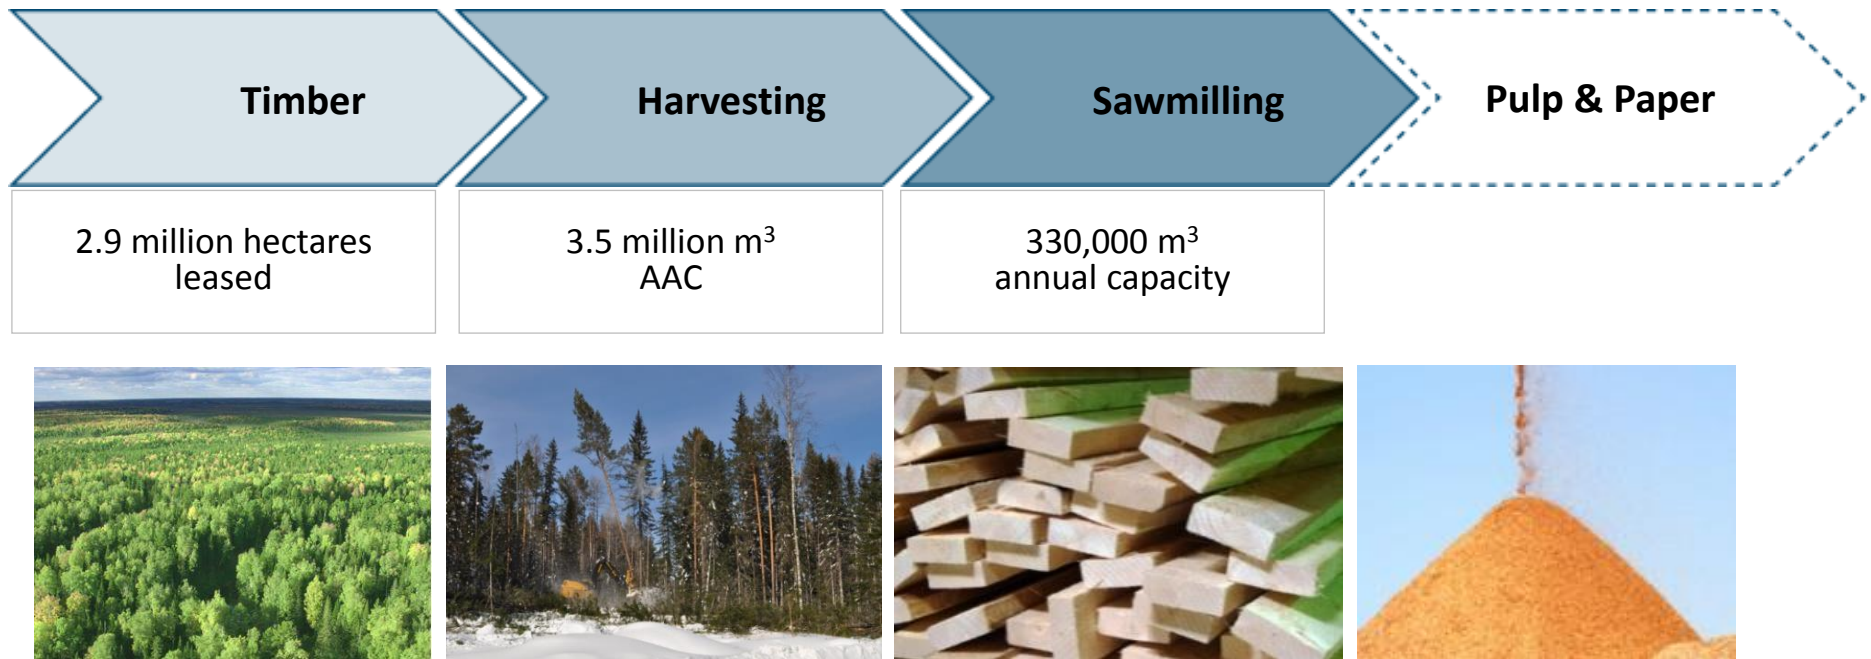 Timber
Harvesting
Sawmilling
Pulp & Paper
2.9 million hectares
leased
3.5 million m³
AAC
330,000 m³
annual capacity